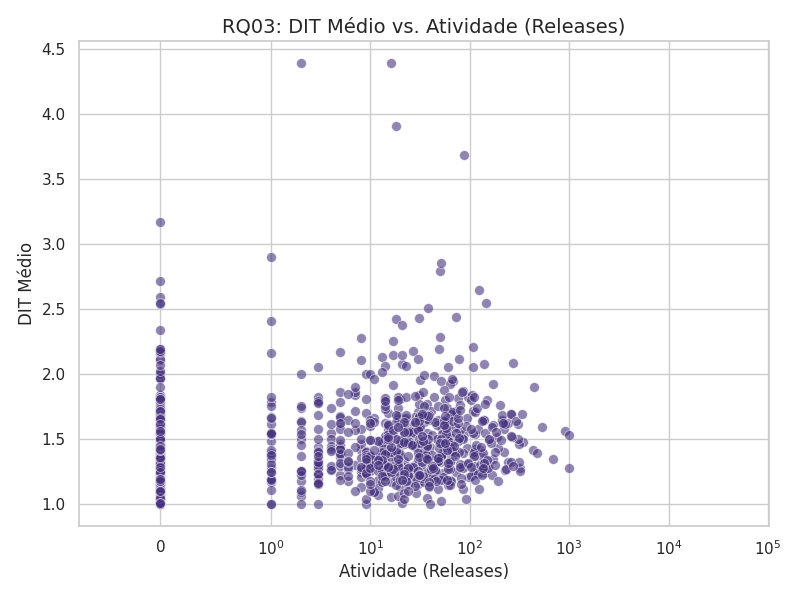 RQ03: DIT Médio vs. Atividade (Releases)
4.5
4.0
3.5
3.0
2.5
2.0
1.5
1.0
DIT Médio
0 10⁰ 10¹ 10² 10³ 10⁴ 10⁵
Atividade (Releases)